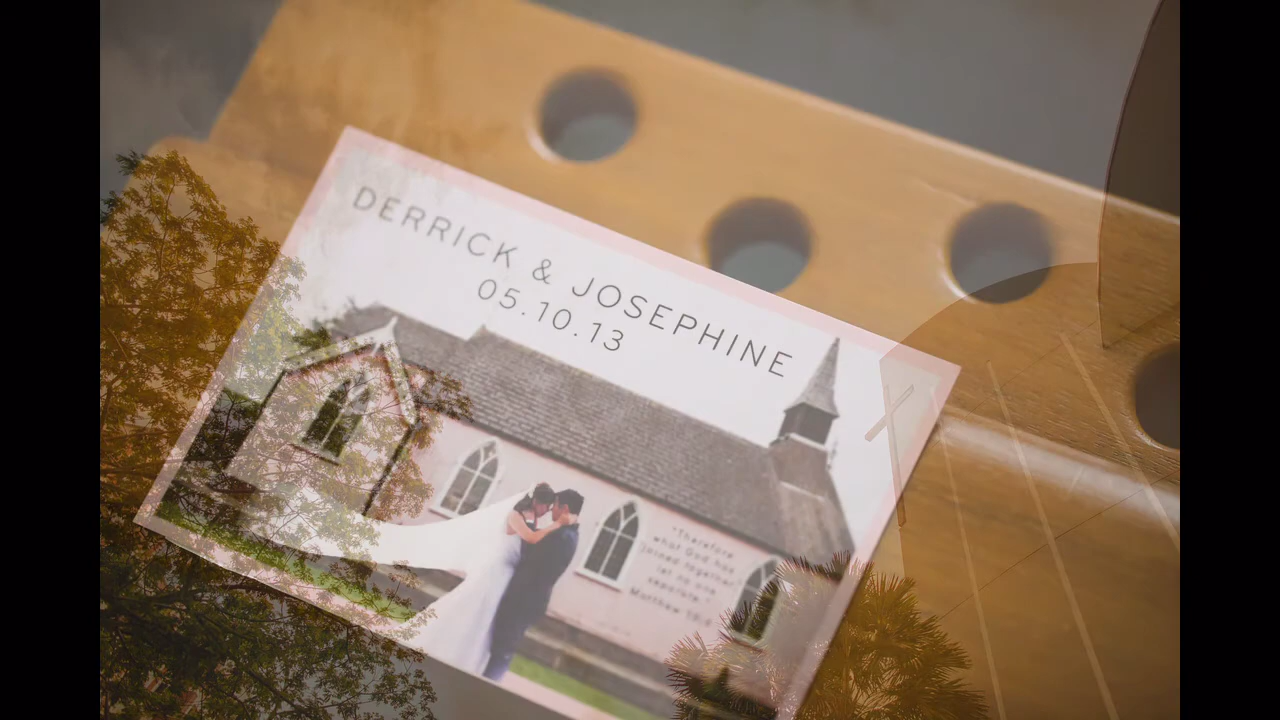 DERRICK & JOSEPHINE
05.10.13
"Therefore
what God has
joined together
let no one
separate."
Matthew